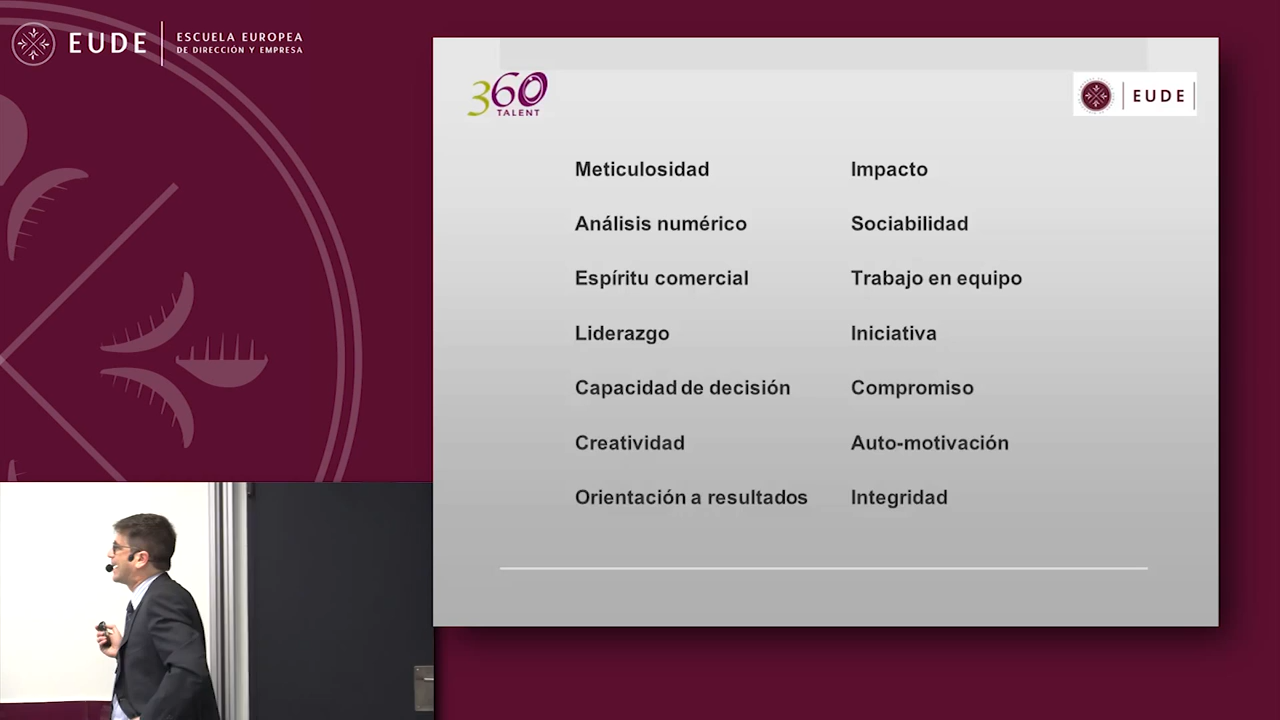 EUDE
ESCUELA EUROPEA
DE DIRECCIÓN Y EMPRESA
360
TALENT
EUDE
Meticulosidad
Impacto
Análisis numérico
Sociabilidad
Espíritu comercial
Trabajo en equipo
Liderazgo
Iniciativa
Capacidad de decisión
Compromiso
Creatividad
Auto-motivación
Orientación a resultados
Integridad